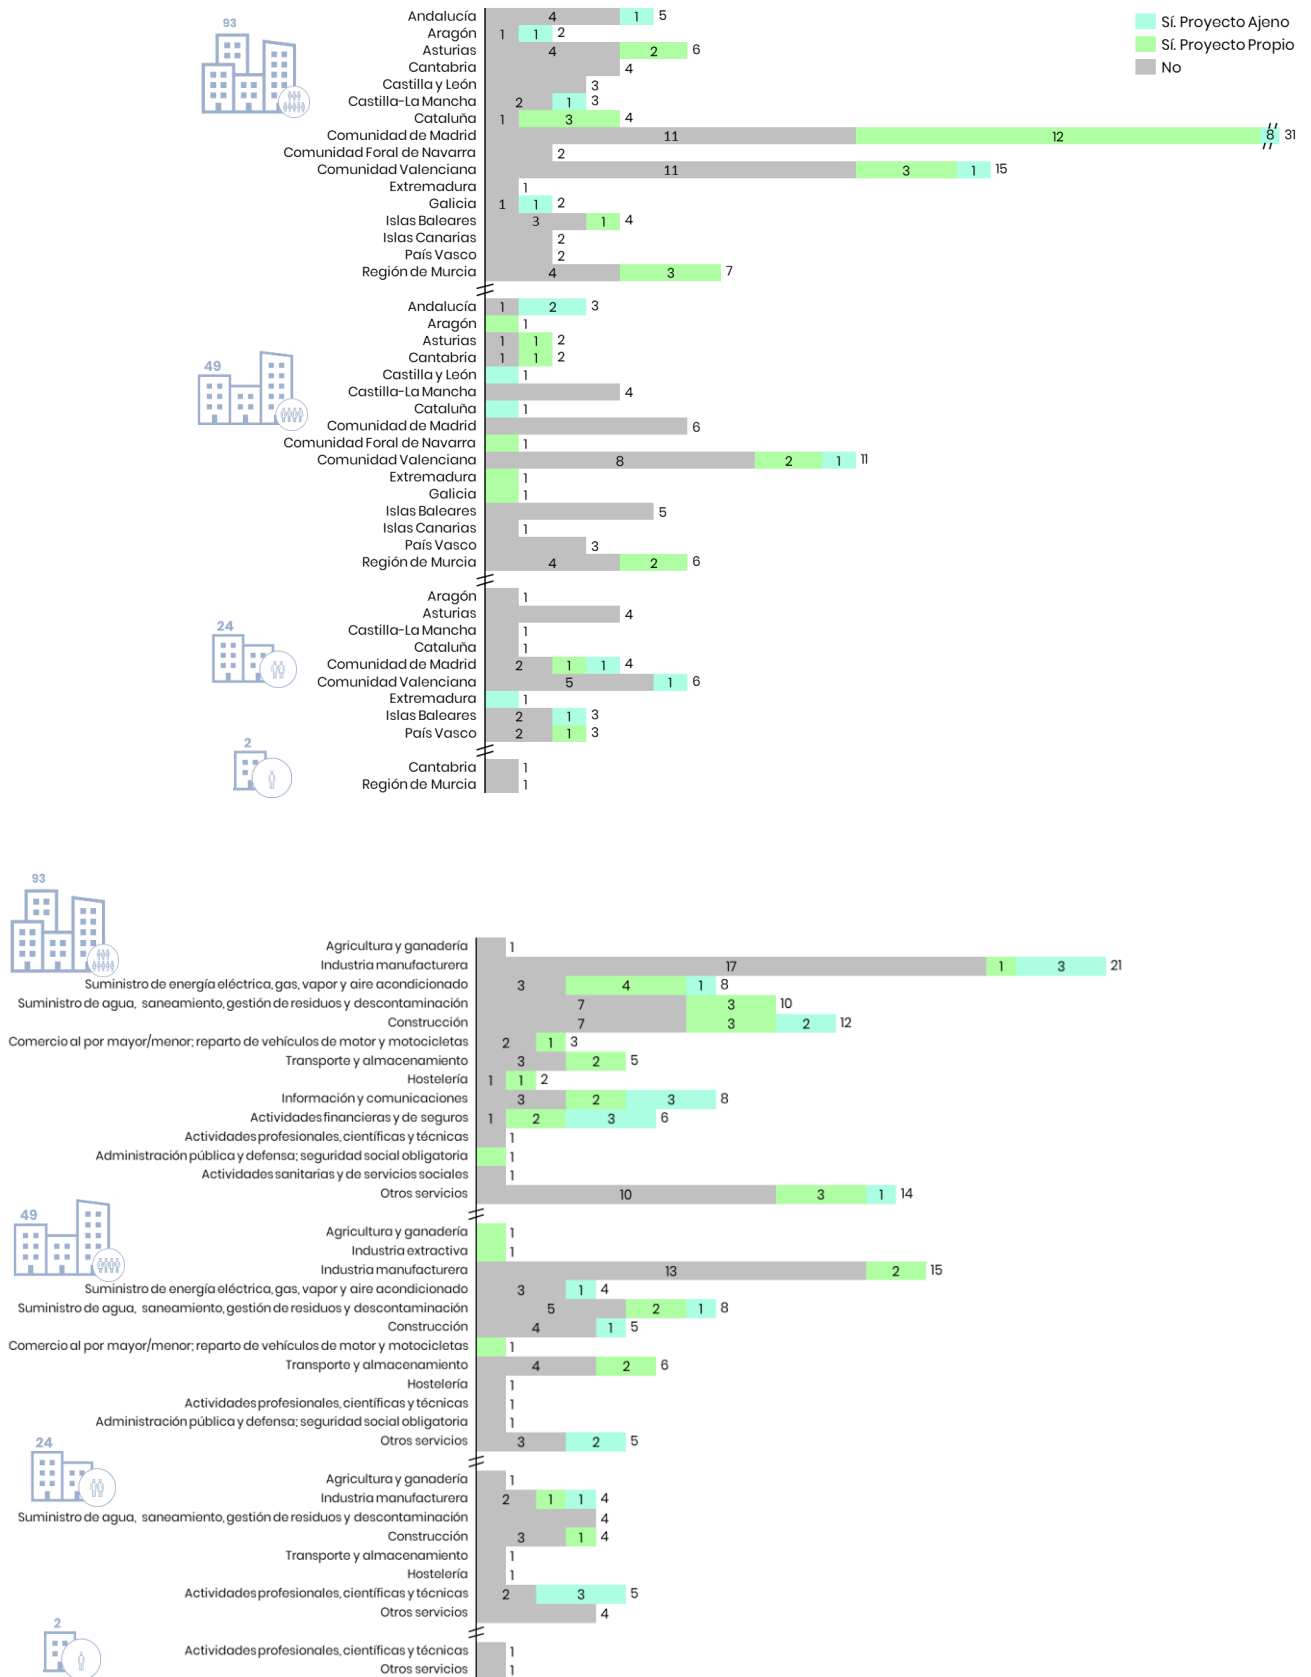 93
Sí. Proyecto Ajeno
Sí. Proyecto Propio
No
Andalucía 4 1 5
Aragón 1 1 2
Asturias 4 2 6
Cantabria 4
Castilla y León 3
Castilla-La Mancha 2 1 3
Cataluña 1 3 4
Comunidad de Madrid 11 12 8 31
Comunidad Foral de Navarra 2
Comunidad Valenciana 11 3 1 15
Extremadura 1
Galicia 1 1 2
Islas Baleares 3 1 4
Islas Canarias 2
País Vasco 2
Región de Murcia 4 3 7
49
Andalucía 1 2 3
Aragón 1
Asturias 1 1 2
Cantabria 1 1 2
Castilla y León 1
Castilla-La Mancha 4
Cataluña 1
Comunidad de Madrid 6
Comunidad Foral de Navarra 1
Comunidad Valenciana 8 2 1 11
Extremadura 1
Galicia 1
Islas Baleares 5
Islas Canarias 1
País Vasco 3
Región de Murcia 4 2 6
24
Aragón 1
Asturias 4
Castilla-La Mancha 1
Cataluña 1
Comunidad de Madrid 2 1 1 4
Comunidad Valenciana 5 1 6
Extremadura 1
Islas Baleares 2 1 3
País Vasco 2 1 3
2
Cantabria 1
Región de Murcia 1
93
Agricultura y ganadería 1
Industria manufacturera 17 1 3 21
Suministro de energía eléctrica, gas, vapor y aire acondicionado 3 4 1 8
Suministro de agua, saneamiento, gestión de residuos y descontaminación 7 3 10
Construcción 7 3 2 12
Comercio al por mayor/menor; reparto de vehículos de motor y motocicletas 2 1 3
Transporte y almacenamiento 3 2 5
Hostelería 1 1 2
Información y comunicaciones 3 2 3 8
Actividades financieras y de seguros 1 2 3 6
Actividades profesionales, científicas y técnicas 1
Administración pública y defensa; seguridad social obligatoria 1
Actividades sanitarias y de servicios sociales 1
Otros servicios 10 3 1 14
49
Agricultura y ganadería 1
Industria extractiva 1
Industria manufacturera 13 2 15
Suministro de energía eléctrica, gas, vapor y aire acondicionado 3 1 4
Suministro de agua, saneamiento, gestión de residuos y descontaminación 5 2 1 8
Construcción 4 1 5
Comercio al por mayor/menor; reparto de vehículos de motor y motocicletas 1
Transporte y almacenamiento 4 2 6
Hostelería 1
Actividades profesionales, científicas y técnicas 1
Administración pública y defensa; seguridad social obligatoria 1
Otros servicios 3 2 5
24
Agricultura y ganadería 1
Industria manufacturera 2 1 1 4
Suministro de agua, saneamiento, gestión de residuos y descontaminación 4
Construcción 3 1 4
Transporte y almacenamiento 1
Hostelería 1
Actividades profesionales, científicas y técnicas 2 3 5
Otros servicios 4
2
Actividades profesionales, científicas y técnicas 1
Otros servicios 1